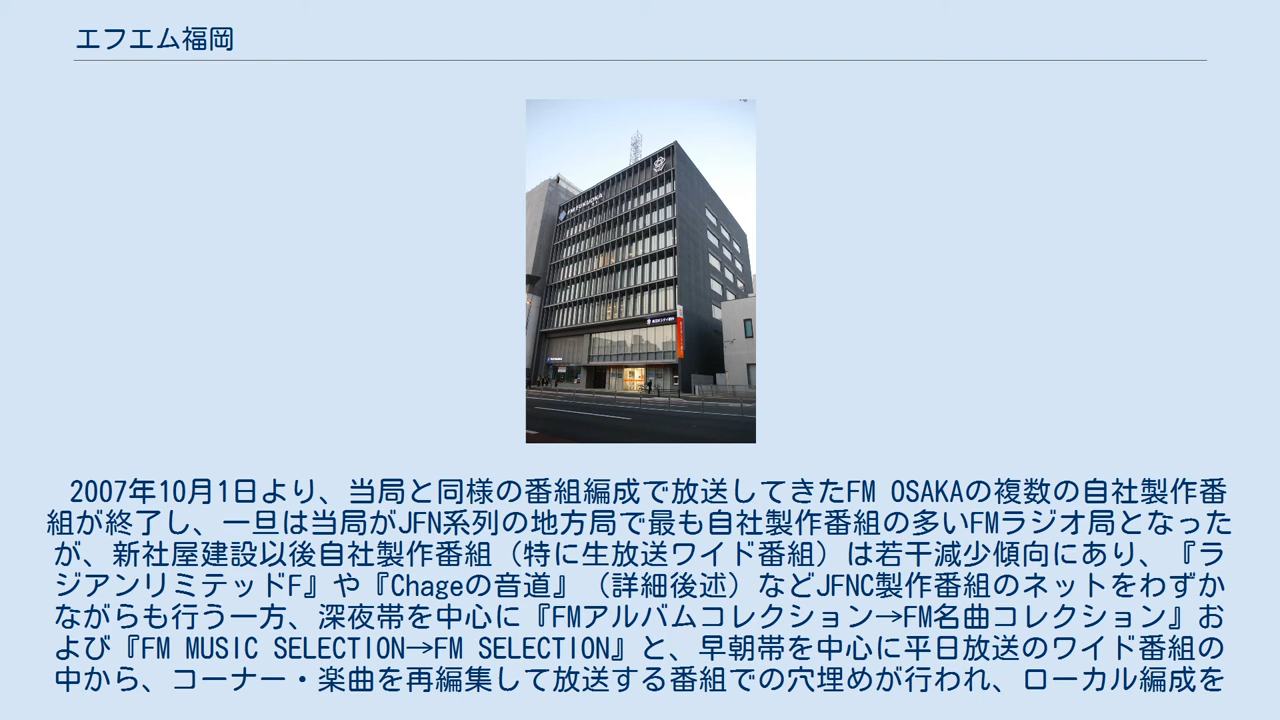 エフエム福岡
FM FUKUOKA
2007年10月1日より、当局と同様の番組編成で放送してきたFM OSAKAの複数の自社製作番
組が終了し、一旦は当局がJFN系列の地方局で最も自社製作番組の多いFMラジオ局となった
が、新社屋建設以後自社製作番組（特に生放送ワイド番組）は若干減少傾向にあり、『ラ
ジアンリミテッドF』や『Chageの音道』（詳細後述）などJFNC製作番組のネットをわずか
ながらも行う一方、深夜帯を中心に『FMアルバムコレクション→FM名曲コレクション』お
よび『FM MUSIC SELECTION→FM SELECTION』と、早朝帯を中心に平日放送のワイド番組の
中から、コーナー・楽曲を再編集して放送する番組での穴埋めが行われ、ローカル編成を